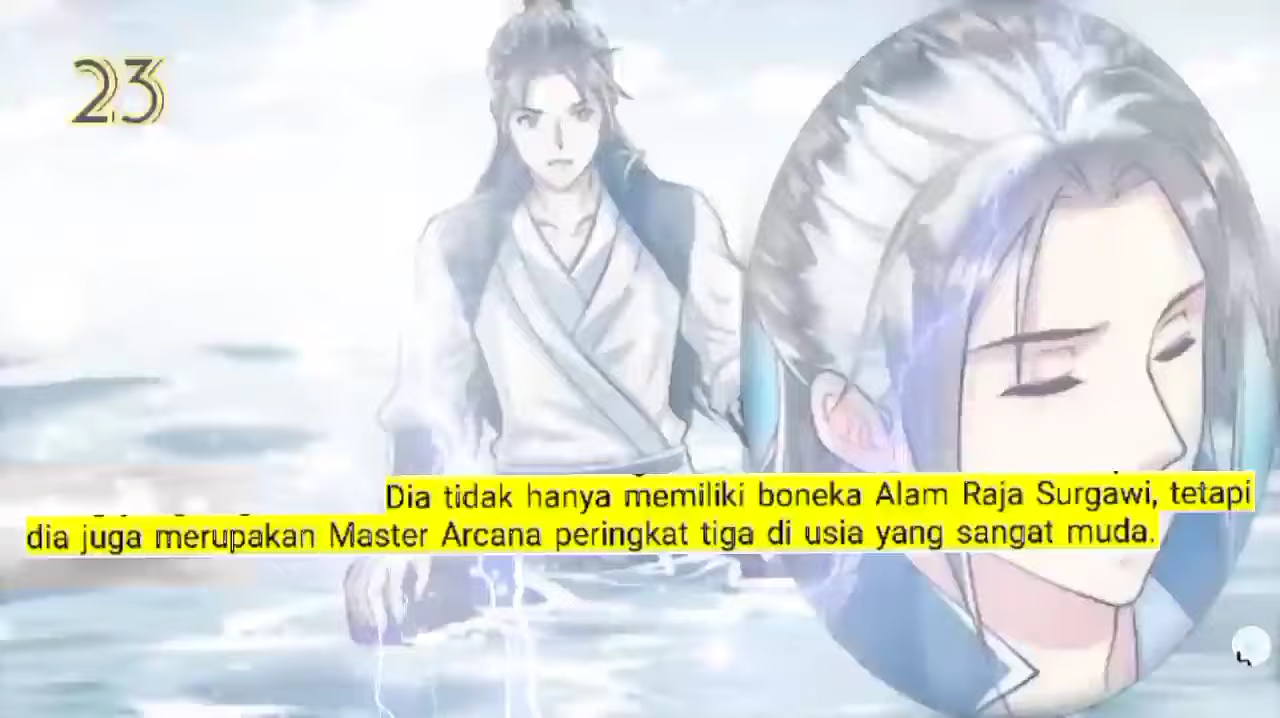 23
Dia tidak hanya memiliki boneka Alam Raja Surgawi, tetapi
dia juga merupakan Master Arcana peringkat tiga di usia yang sangat muda.